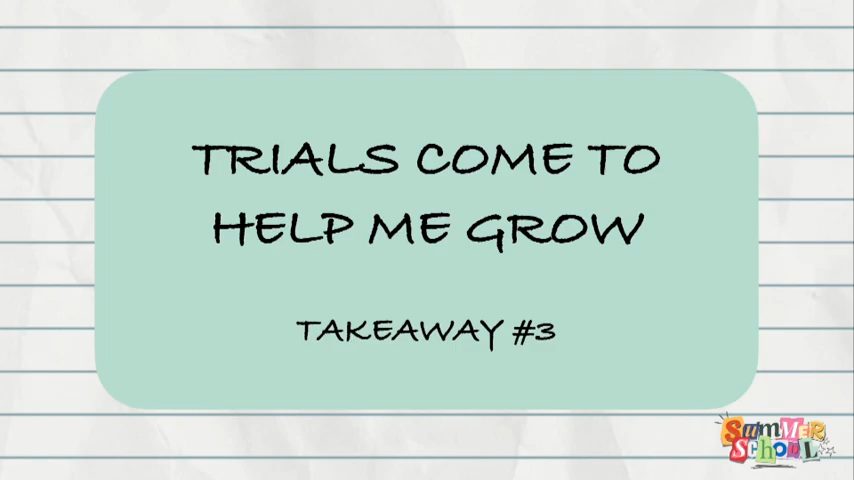 TRIALS COME TO
HELP ME GROW
TAKEAWAY #3
SUMMER
SCHOOL